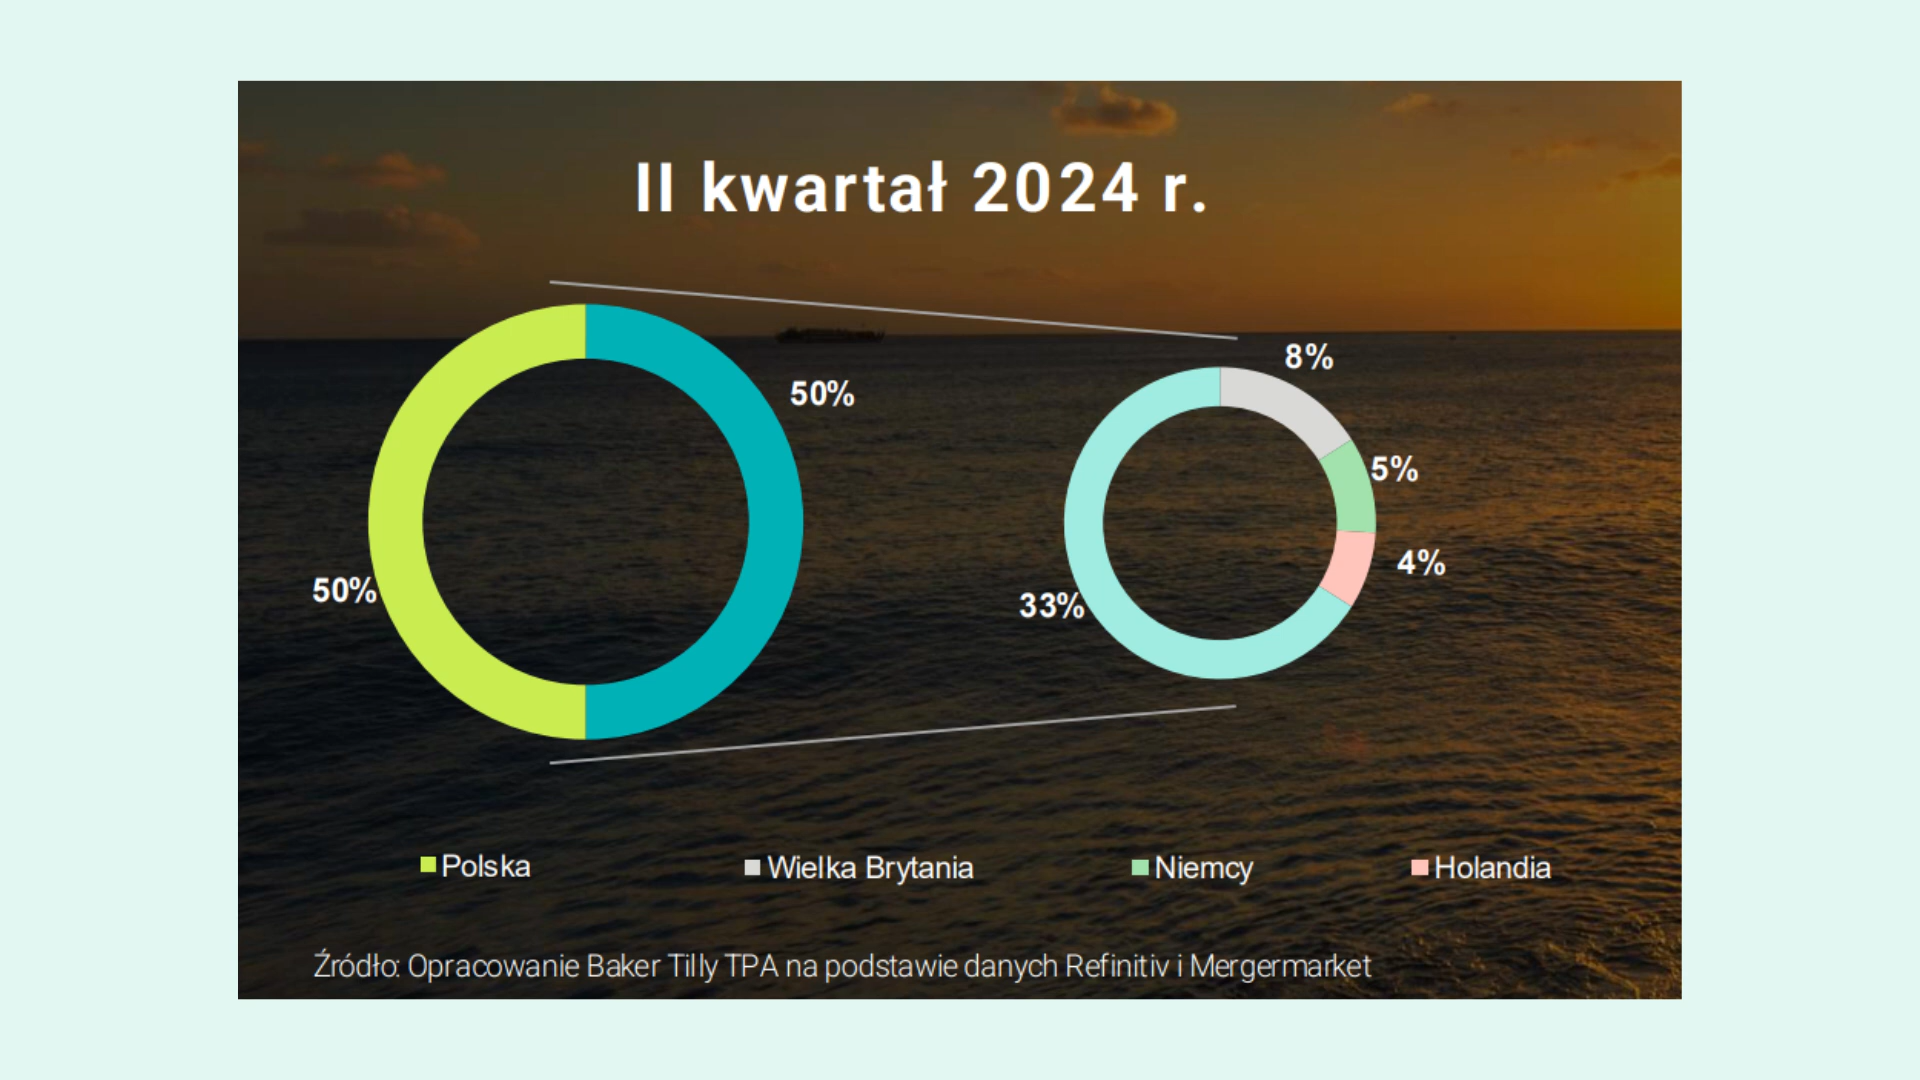 II kwartał 2024 r.
8%
50%
5%
4%
50%
33%
Polska
Wielka Brytania
Niemcy
Holandia
Źródło: Opracowanie Baker Tilly TPA na podstawie danych Refinitiv i Mergermarket